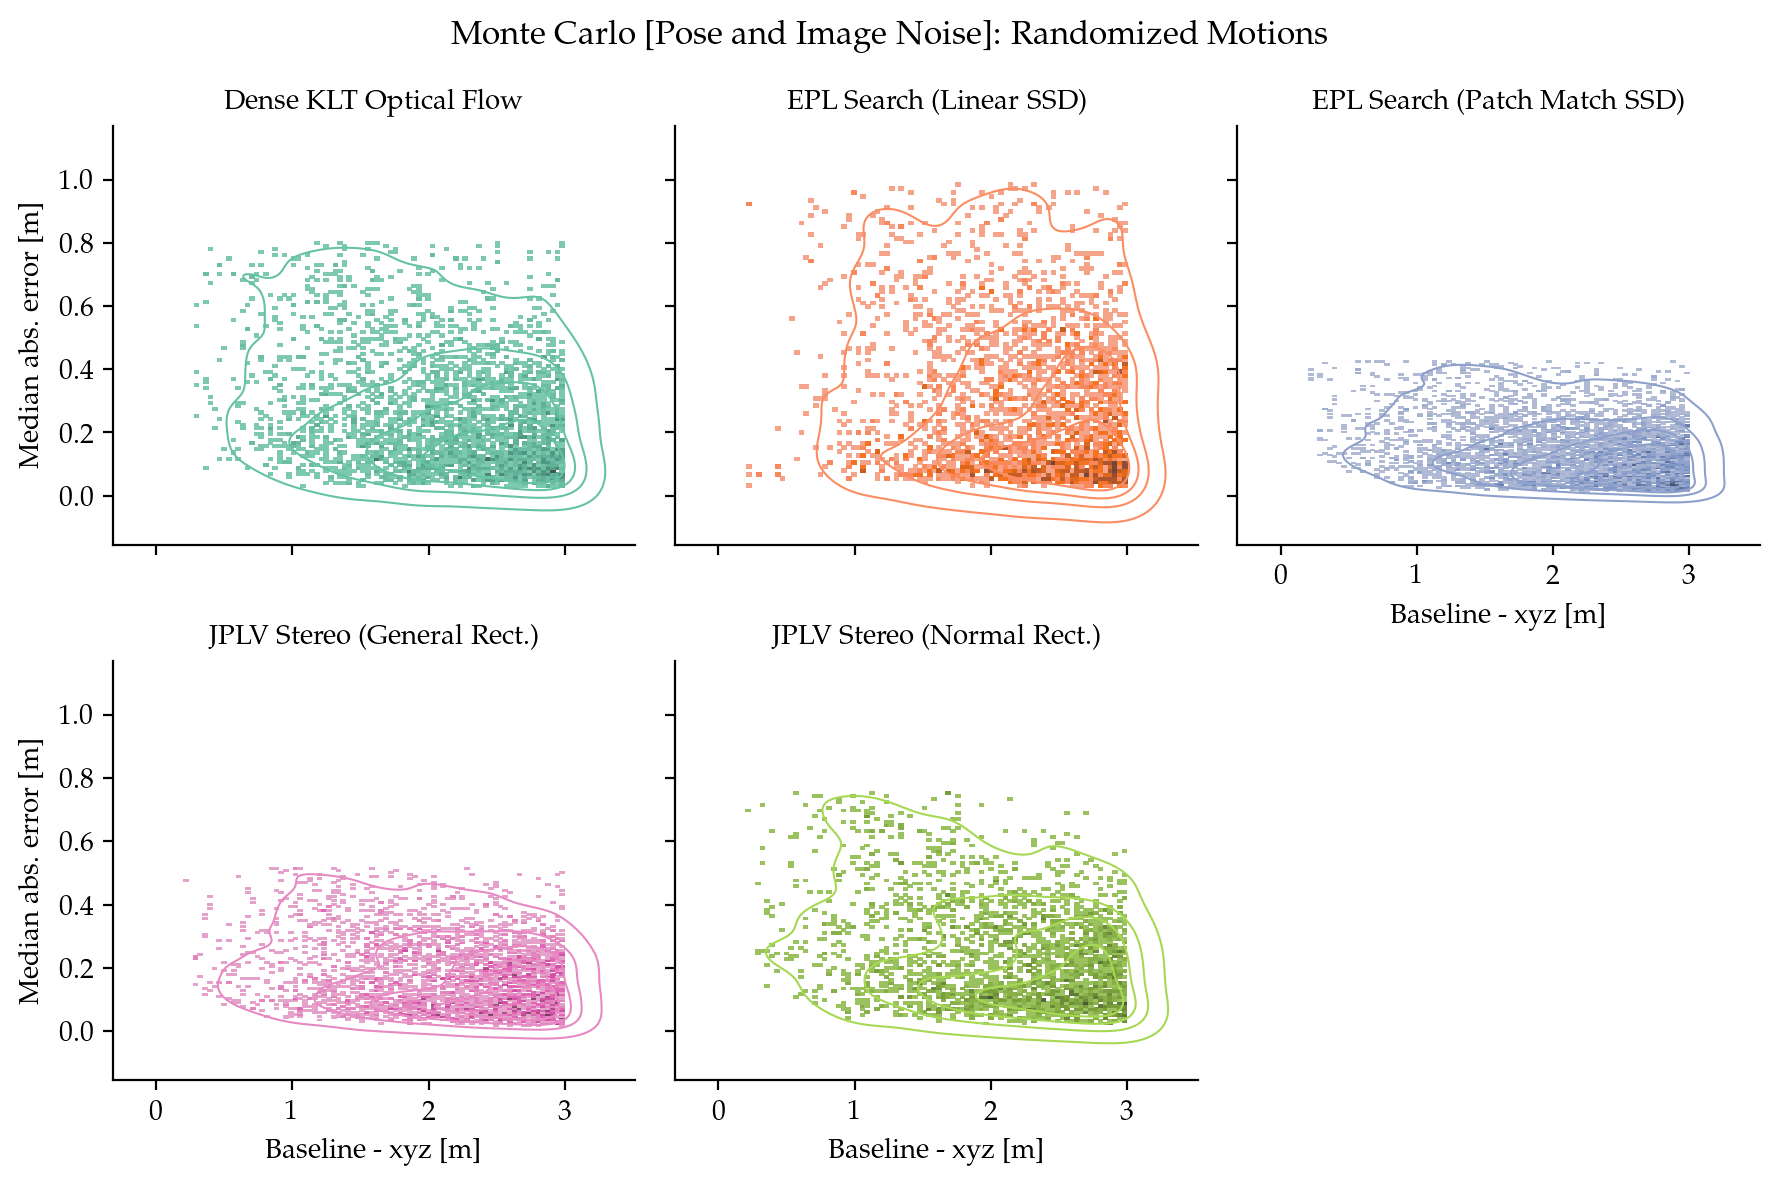 Monte Carlo [Pose and Image Noise]: Randomized Motions
Dense KLT Optical Flow
EPL Search (Linear SSD)
EPL Search (Patch Match SSD)
Median abs. error [m]
1.0
0.8
0.6
0.4
0.2
0.0
0 1 2 3
Baseline - xyz [m]
JPLV Stereo (General Rect.)
JPLV Stereo (Normal Rect.)
Median abs. error [m]
1.0
0.8
0.6
0.4
0.2
0.0
0 1 2 3
Baseline - xyz [m]
0 1 2 3
Baseline - xyz [m]